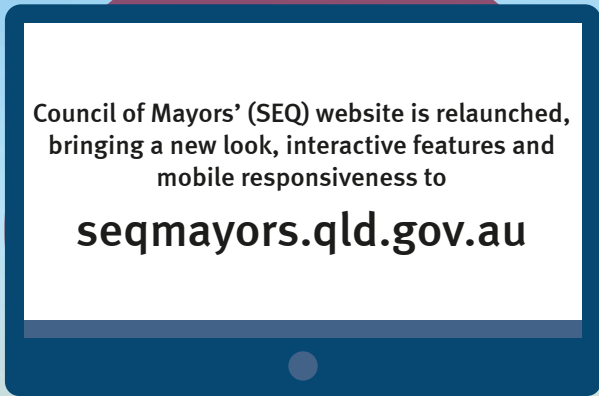 Council of Mayors’ (SEQ) website is relaunched,
bringing a new look, interactive features and
mobile responsiveness to
seqmayors.qld.gov.au